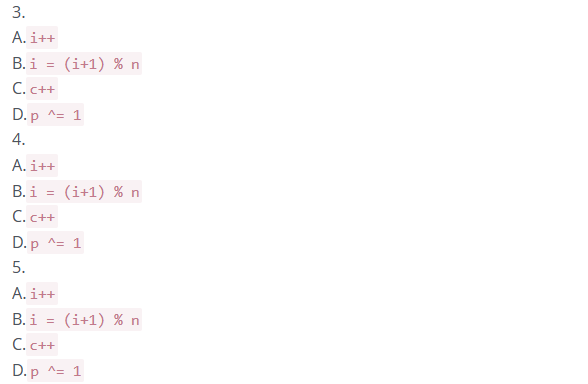 3.
A. i++
B. i = (i+1) % n
C. c++
D. p ^= 1
4.
A. i++
B. i = (i+1) % n
C. c++
D. p ^= 1
5.
A. i++
B. i = (i+1) % n
C. c++
D. p ^= 1